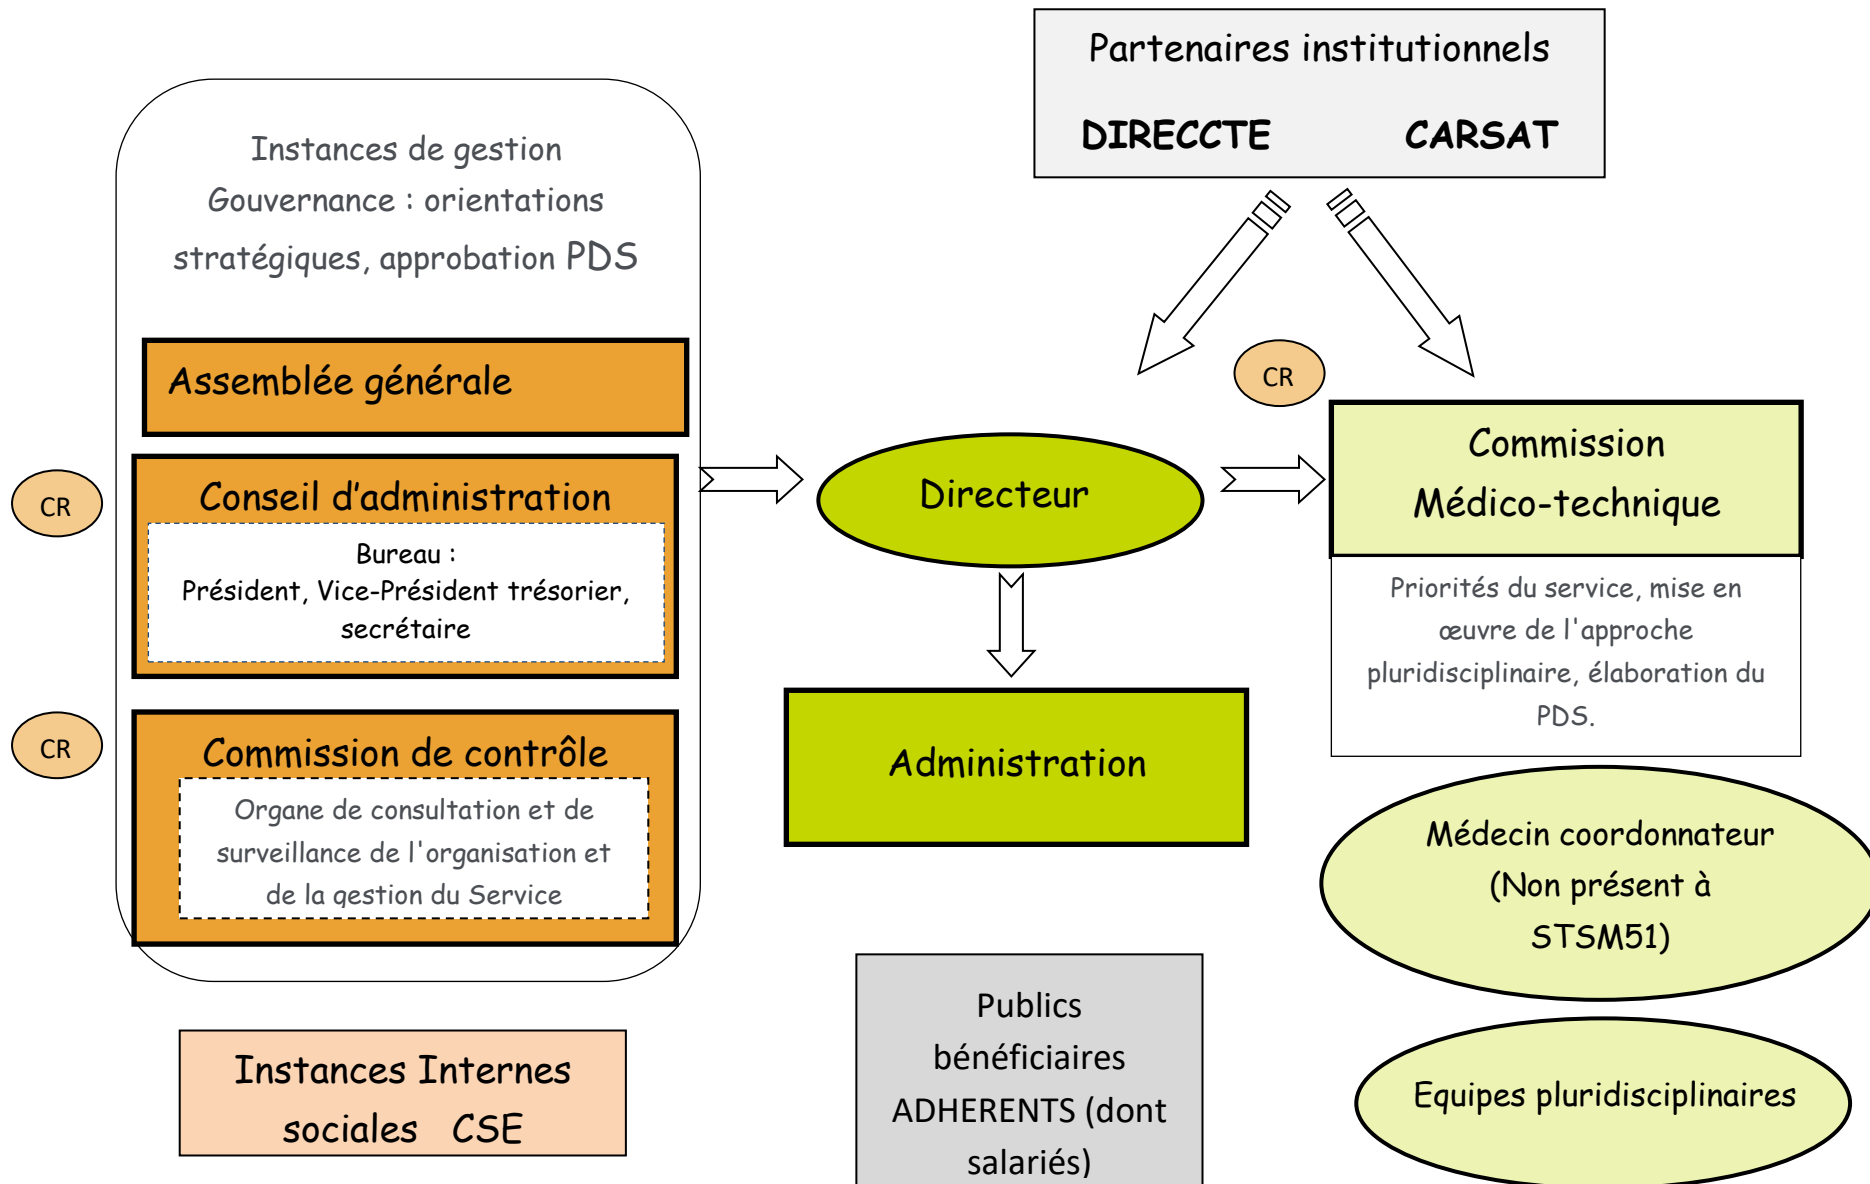 Partenaires institutionnels
DIRECCTE CARSAT
Instances de gestion
Gouvernance : orientations
stratégiques, approbation PDS
Assemblée générale
CR
Conseil d'administration
Bureau :
Président, Vice-Président trésorier,
secrétaire
CR
Commission de contrôle
Organe de consultation et de
surveillance de l'organisation et
de la gestion du Service
Instances Internes
sociales CSE
Directeur
Administration
Publics
bénéficiaires
ADHERENTS (dont
salariés)
CR
Commission
Médico-technique
Priorités du service, mise en
œuvre de l'approche
pluridisciplinaire, élaboration du
PDS.
Médecin coordonnateur
(Non présent à
STSM51)
Equipes pluridisciplinaires